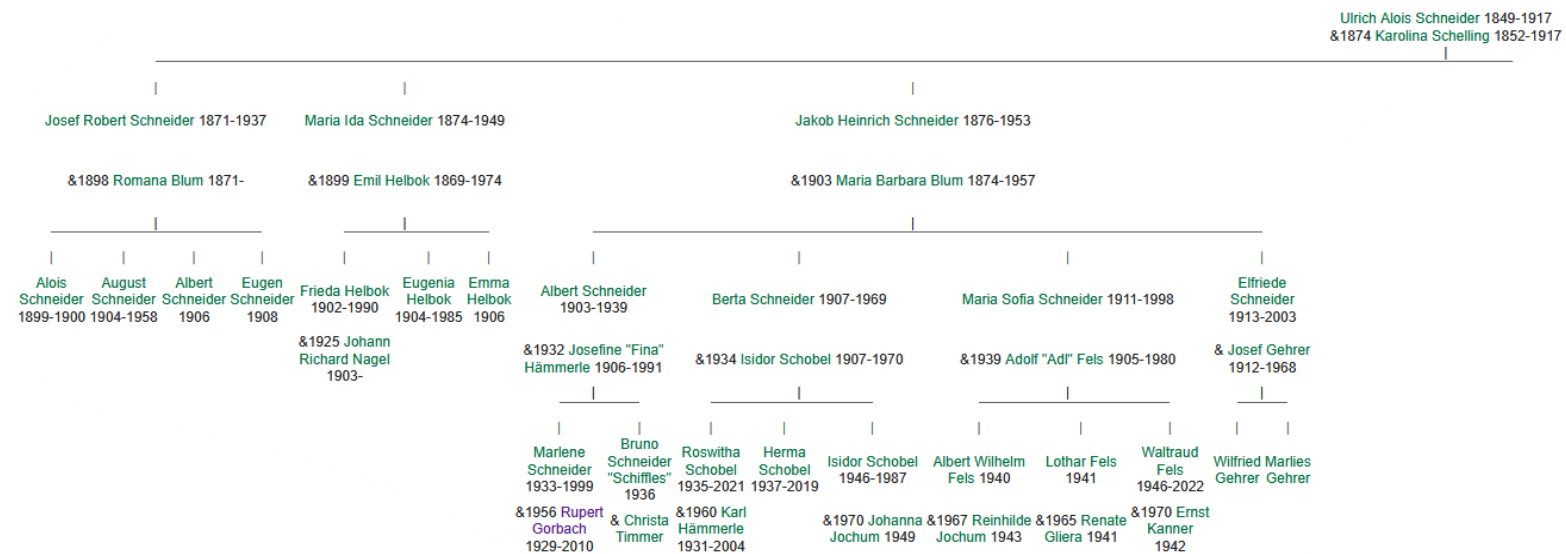 Ulrich Alois Schneider 1849-1917
&1874 Karolina Schelling 1852-1917
Josef Robert Schneider 1871-1937
&1898 Romana Blum 1871-
Maria Ida Schneider 1874-1949
&1899 Emil Helbok 1869-1974
Jakob Heinrich Schneider 1876-1953
&1903 Maria Barbara Blum 1874-1957
Alois
Schneider
1899-1900
August
Schneider
1904-1958
Albert
Schneider
1906
Eugen
Schneider
1908
Frieda Helbok
1902-1990
&1925 Johann
Richard Nagel
1903-
Eugenia
Helbok
1904-1985
Emma
Helbok
1906
Albert Schneider
1903-1939
&1932 Josefine "Fina"
Hämmerle 1906-1991
Berta Schneider 1907-1969
&1934 Isidor Schobel 1907-1970
Maria Sofia Schneider 1911-1998
&1939 Adolf "Adl" Fels 1905-1980
Elfriede
Schneider
1913-2003
& Josef Gehrer
1912-1968
Marlene
Schneider
1933-1999
&1956 Rupert
Gorbach
1929-2010
Bruno
Schneider
"Schiffles"
1936
& Christa
Timmer
Roswitha
Schobel
1935-2021
&1960 Karl
Hämmerle
1931-2004
Herma
Schobel
1937-2019
Isidor Schobel
1946-1987
&1970 Johanna
Jochum 1949
Albert Wilhelm
Fels 1940
&1967 Reinhilde
Jochum 1943
Lothar Fels
1941
&1965 Renate
Gliera 1941
Waltraud
Fels
1946-2022
&1970 Ernst
Kanner
1942
Wilfried
Gehrer
Marlies
Gehrer